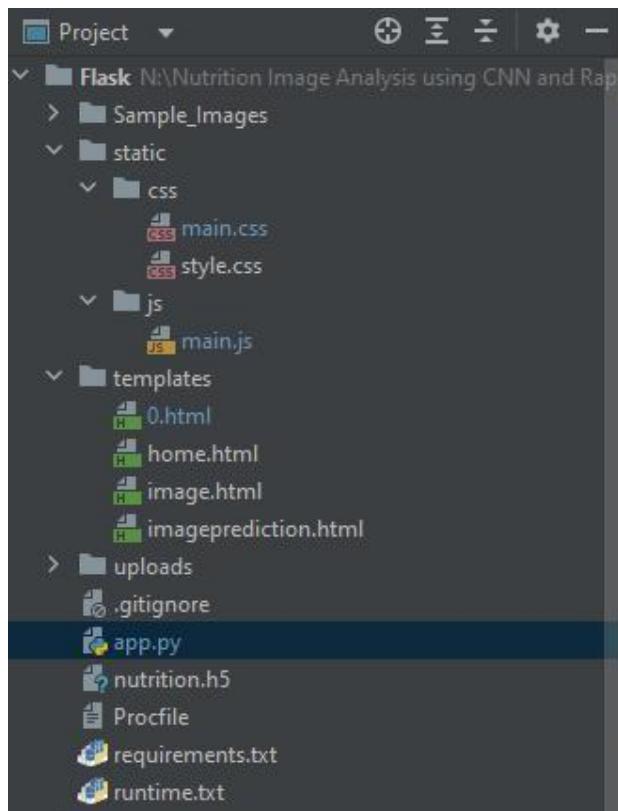 Project
Flask N:\Nutrition Image Analysis using CNN and Rap
Sample_Images
static
css
main.css
style.css
js
main.js
templates
0.html
home.html
image.html
imageprediction.html
uploads
.gitignore
app.py
nutrition.h5
Procfile
requirements.txt
runtime.txt